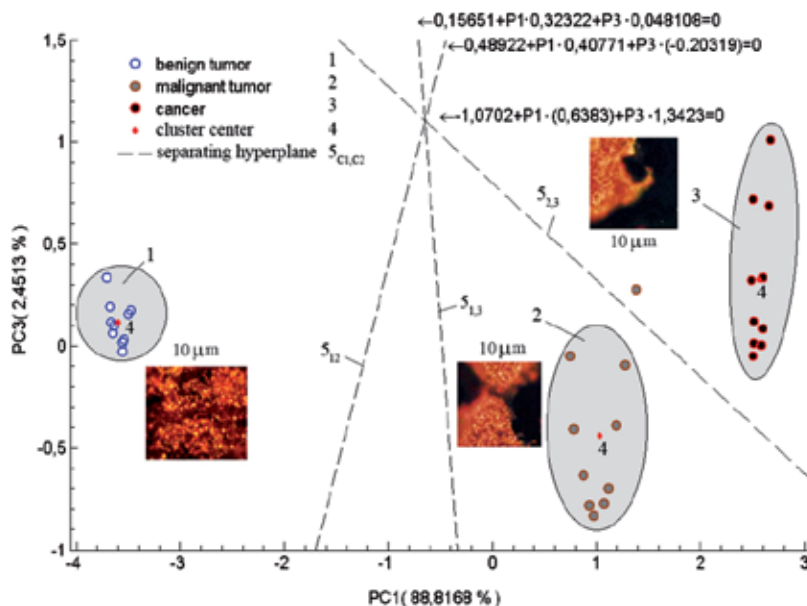 ←0,15651+P1·0,32322+P3·0,048108=0
←0,48922+P1·0,40771+P3·(-0.20319)=0
←-1,0702+P1·(0,6383)+P3·1,3423=0
benign tumor 1
malignant tumor 2
cancer 3
cluster center 4
separating hyperplane 5C1,C2
1,5
1
0,5
0
-0,5
-1
PC3( 2,4513 %)
1
4
10 μm
512
51,3
10 μm
2
4
52,3
10 μm
3
4
-4
-3
-2
-1
0
1
2
3
PC1( 88,8168 %)